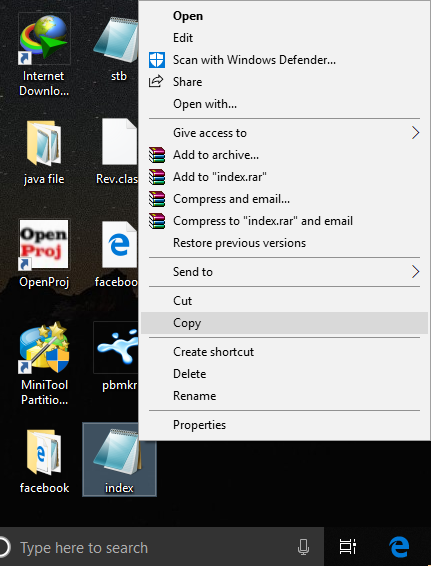 Internet
Downlo...
stb
java file
Rev.clas
Open
Proj
OpenProj
faceboo
MiniTool
Partitio...
pbmkr
facebook
index
Open
Edit
Scan with Windows Defender...
Share
Open with...
Give access to
Add to archive...
Add to "index.rar"
Compress and email...
Compress to "index.rar" and email
Restore previous versions
Send to
Cut
Copy
Create shortcut
Delete
Rename
Properties
Type here to search